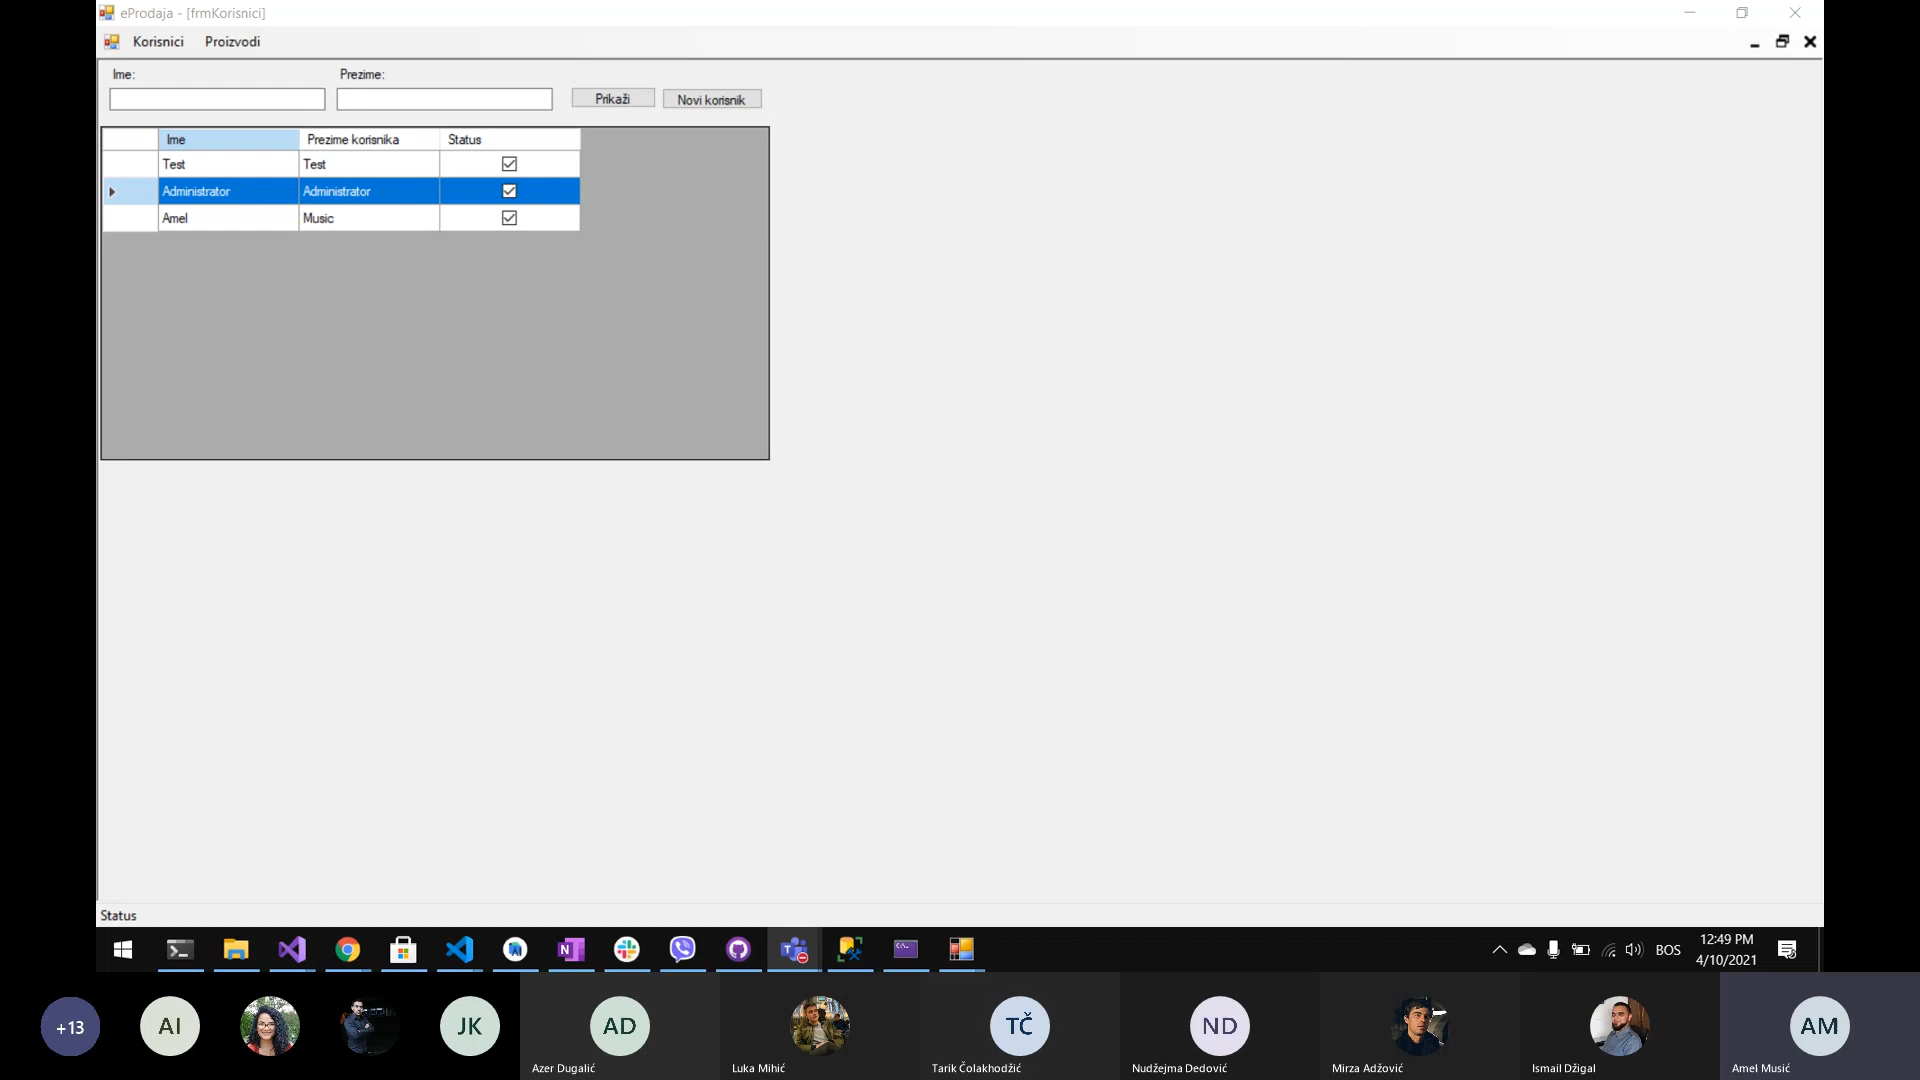 eProdaja - [frmKorisnici]
Korisnici Proizvodi
Ime: Prezime:
Prikaži Novi korisnik
Ime Prezime korisnika Status
Test Test
Administrator Administrator
Amel Music
Status
BOS
12:49 PM
4/10/2021
+13 AI JK AD TČ ND AM
Azer Dugalić Luka Mihić Tarik Čolakhodžić Nudžejma Dedović Mirza Adžović Ismail Džigal Amel Musić